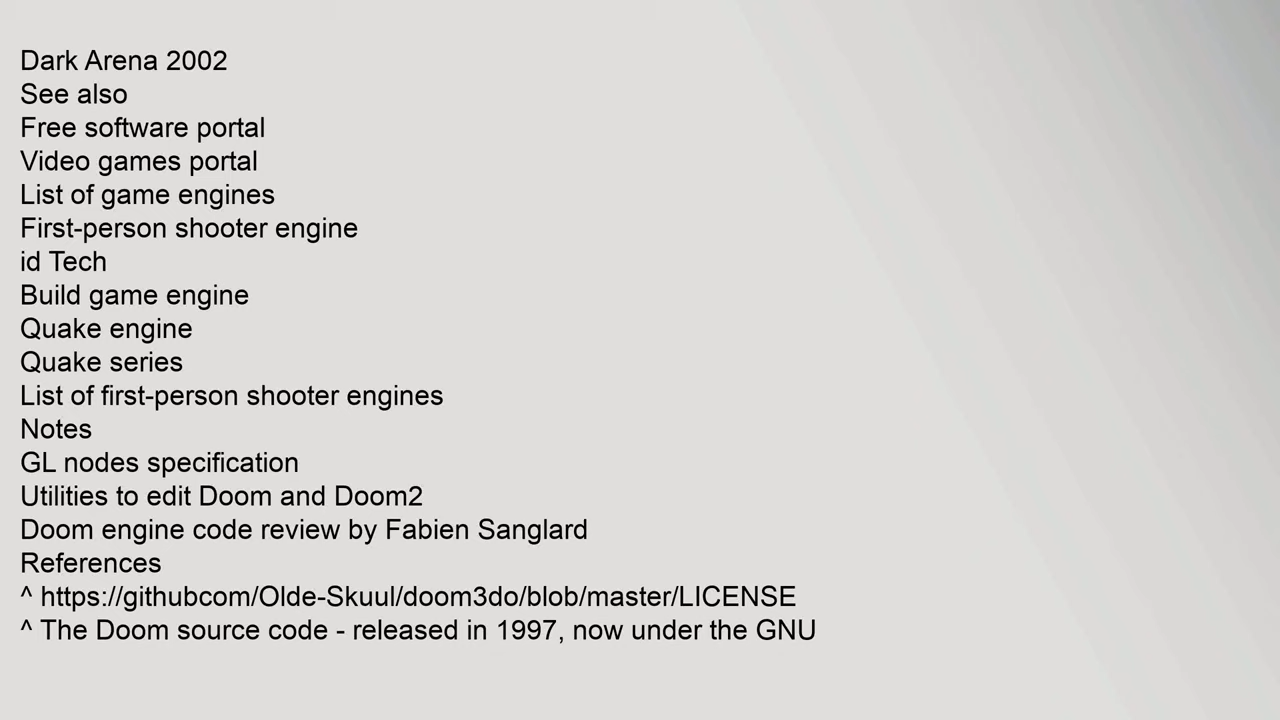 Dark Arena 2002
See also
Free software portal
Video games portal
List of game engines
First-person shooter engine
id Tech
Build game engine
Quake engine
Quake series
List of first-person shooter engines
Notes
GL nodes specification
Utilities to edit Doom and Doom2
Doom engine code review by Fabien Sanglard
References
^ https://githubcom/Olde-Skuul/doom3do/blob/master/LICENSE
^ The Doom source code - released in 1997, now under the GNU